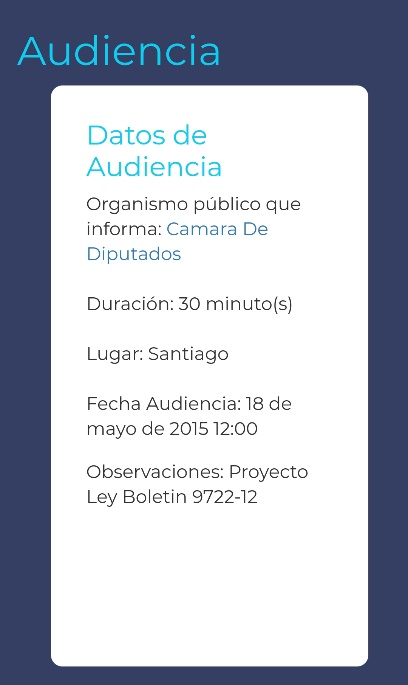 Audiencia
Datos de
Audiencia
Organismo público que
informa: Camara De
Diputados
Duración: 30 minuto(s)
Lugar: Santiago
Fecha Audiencia: 18 de
mayo de 2015 12:00
Observaciones: Proyecto
Ley Boletin 9722-12